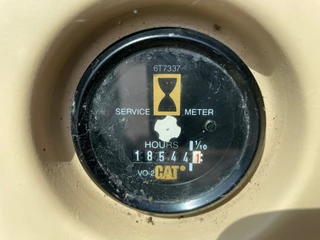 6T7337
SERVICE METER
HOURS 1/10
18544
CAT